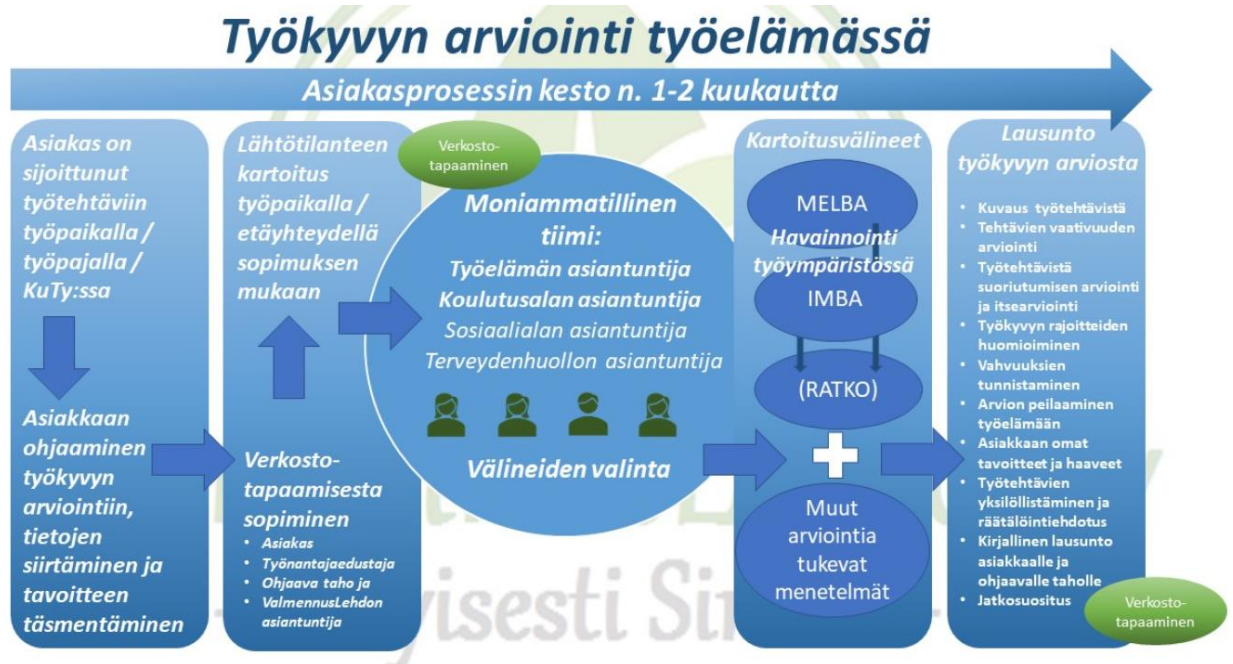 Työkyvyn arviointi työelämässä
Asiakasprosessin kesto n. 1-2 kuukautta
Asiakas on
sijoittunut
työtehtäviin
työpaikalla /
työpajalla /
KuTy:ssa
Asiakkaan
ohjaaminen
työkyvyn
arviointiin,
tietojen
siirtäminen ja
tavoitteen
täsmentäminen
Lähtötilanteen
kartoitus
työpaikalla /
etäyhteydellä
sopimuksen
mukaan
Verkosto-
tapaamisesta
sopiminen
• Asiakas
• Työnantajaedustaja
• Ohjaava taho ja
• ValmennusLehdon
asiantuntija
Verkosto-
tapaaminen
Moniammatillinen
tiimi:
Työelämän asiantuntija
Koulutusalan asiantuntija
Sosiaalialan asiantuntija
Terveydenhuollon asiantuntija
Välineiden valinta
Kartoitusvälineet
MELBA
Havainnointi
työympäristössä
IMBA
(RATKO)
Muut
arviointia
tukevat
menetelmät
Lausunto
työkyvyn arviosta
• Kuvaus työtehtävistä
• Tehtävien vaativuuden
arviointi
• Työtehtävistä
suoriutumisen arviointi
ja itsearviointi
• Työkyvyn rajoitteiden
huomioiminen
• Vahvuuksien
tunnistaminen
• Arvion peilaaminen
työelämään
• Asiakkaan omat
tavoitteet ja haaveet
• Työtehtävien
yksilöllistäminen ja
räätälöintiehdotus
• Kirjallinen lausunto
asiakkaalle ja
ohjaavalle taholle
• Jatkosuositus
Verkosto-
tapaaminen